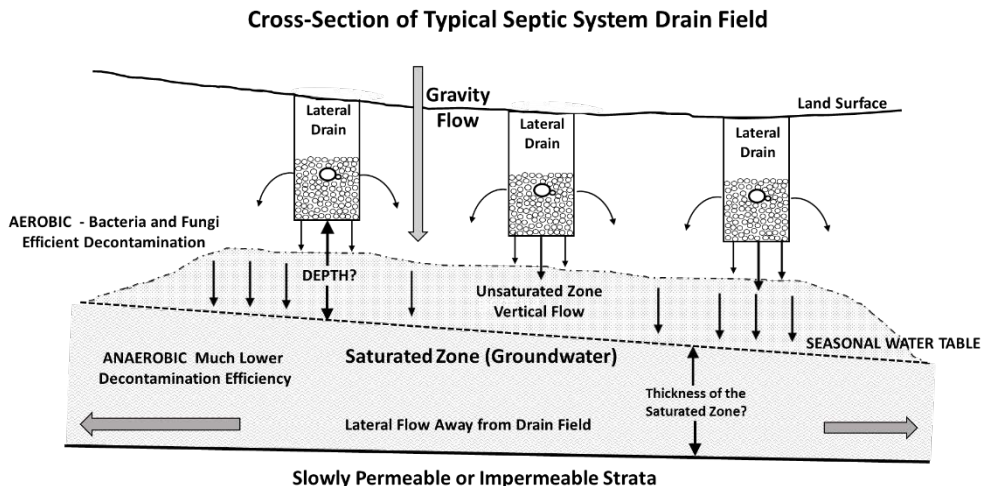 Cross-Section of Typical Septic System Drain Field
Gravity
Flow
Land Surface
Lateral
Drain
Lateral
Drain
Lateral
Drain
AEROBIC - Bacteria and Fungi
Efficient Decontamination
DEPTH?
Unsaturated Zone
Vertical Flow
SEASONAL WATER TABLE
ANAEROBIC Much Lower
Decontamination Efficiency
Saturated Zone (Groundwater)
Thickness of the
Saturated Zone?
Lateral Flow Away from Drain Field
Slowly Permeable or Impermeable Strata